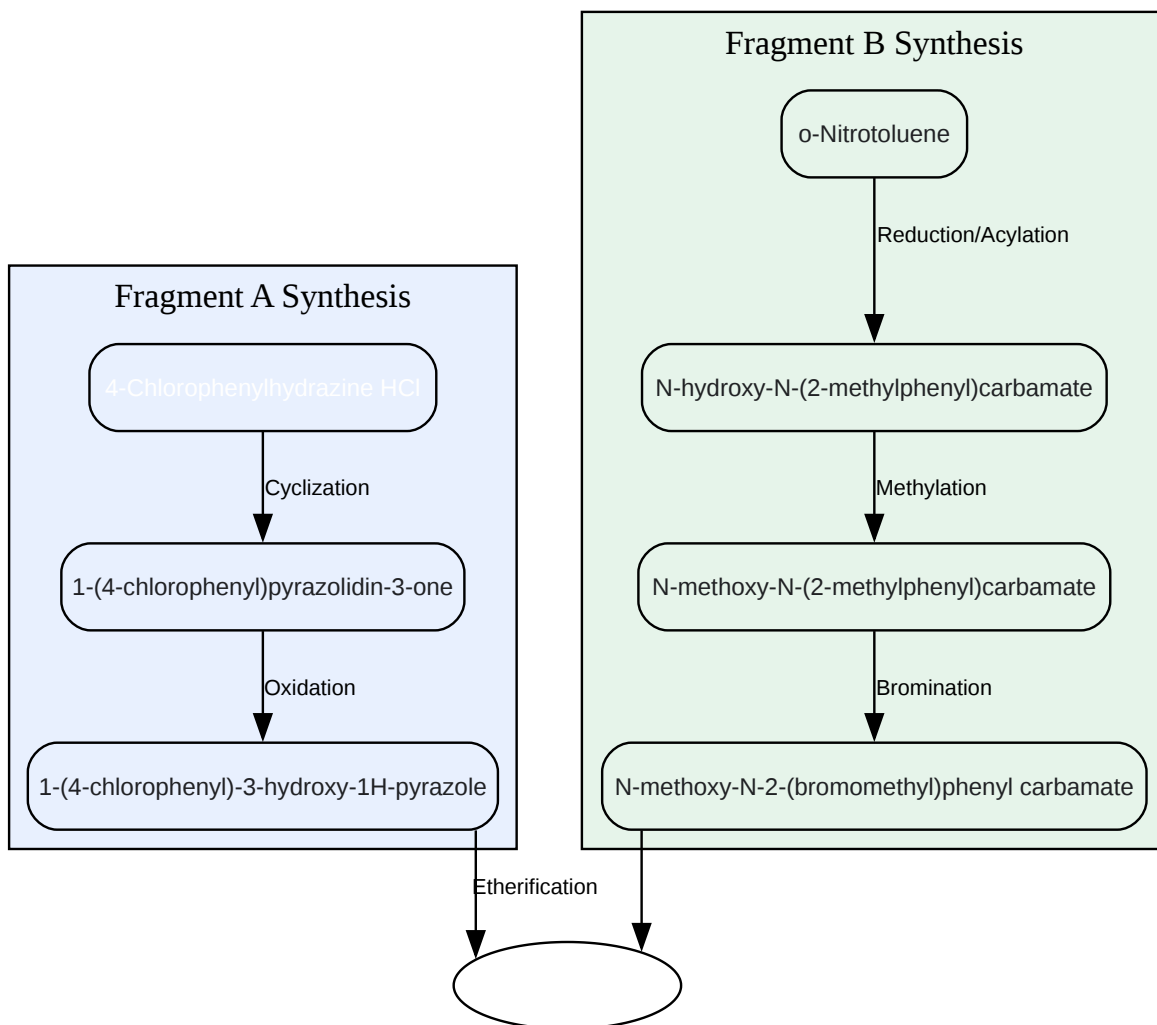 Fragment B Synthesis
o-Nitrotoluene
Reduction/Acylation
Fragment A Synthesis
4-Chlorophenylhydrazine HCl
N-hydroxy-N-(2-methylphenyl)carbamate
Cyclization
Methylation
1-(4-chlorophenyl)pyrazolidin-3-one
N-methoxy-N-(2-methylphenyl)carbamate
Oxidation
Bromination
1-(4-chlorophenyl)-3-hydroxy-1H-pyrazole
N-methoxy-N-2-(bromomethyl)phenyl carbamate
Etherification